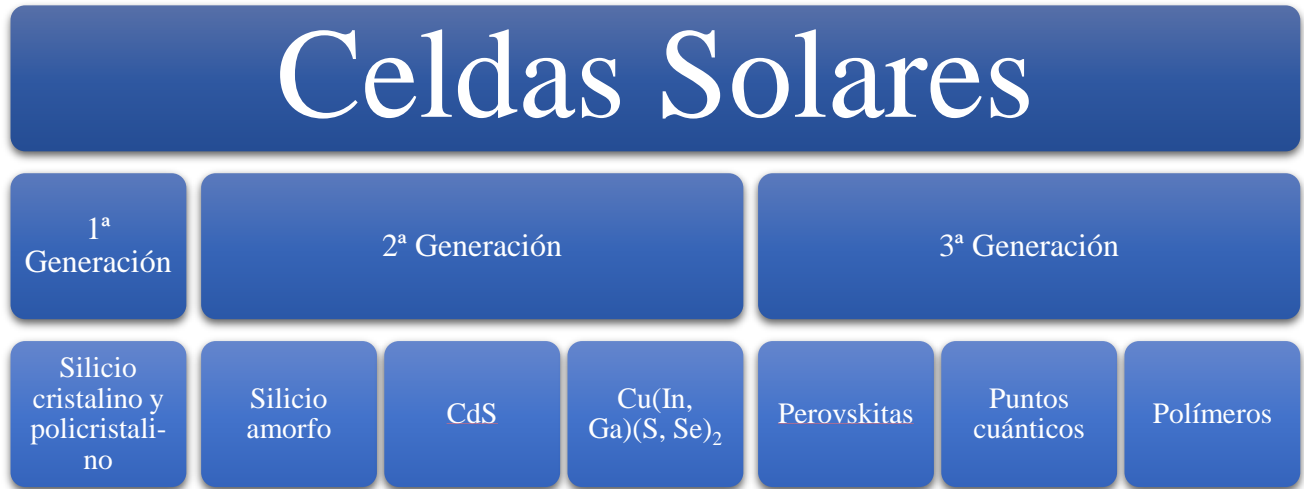 Celdas Solares
1ª
Generación
2ª Generación
3ª Generación
Silicio
cristalino y
policristali-
no
Silicio
amorfo
CdS
Cu(In,
Ga)(S, Se)₂
Perovskitas
Puntos
cuánticos
Polímeros